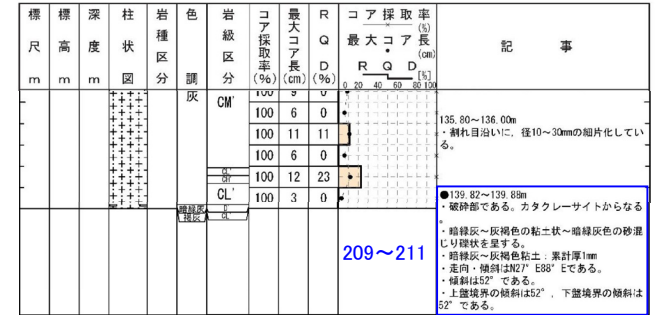 標尺m 標高m 深度m 柱状図 岩種区分 色調 岩級区分 コア採取率(%) 最大コア長(cm) RQD(%) コア採取率(%) 最大コア長(cm) RQD[%] 記事
0 20 40 60 80 100
灰 CM' 100 9 0
100 6 0
135.80～136.00m
100 11 11
・割れ目沿いに，径10～30mmの細片化してい
る。
100 6 0
CL'
CM'
100 12 23
CL' 100 3 0
●139.82～139.88m
・破砕部である。カタクレーサイトからなる
。
暗緑灰 D'
褐灰 CL'
・暗緑灰～灰褐色の粘土状～暗緑灰色の砂混
じり礫状を呈する。
209～211
・暗緑灰～灰褐色粘土：累計厚1mm
・走向・傾斜はN27°E88°Eである。
・傾斜は52°である。
・上盤境界の傾斜は52°，下盤境界の傾斜は
52°である。